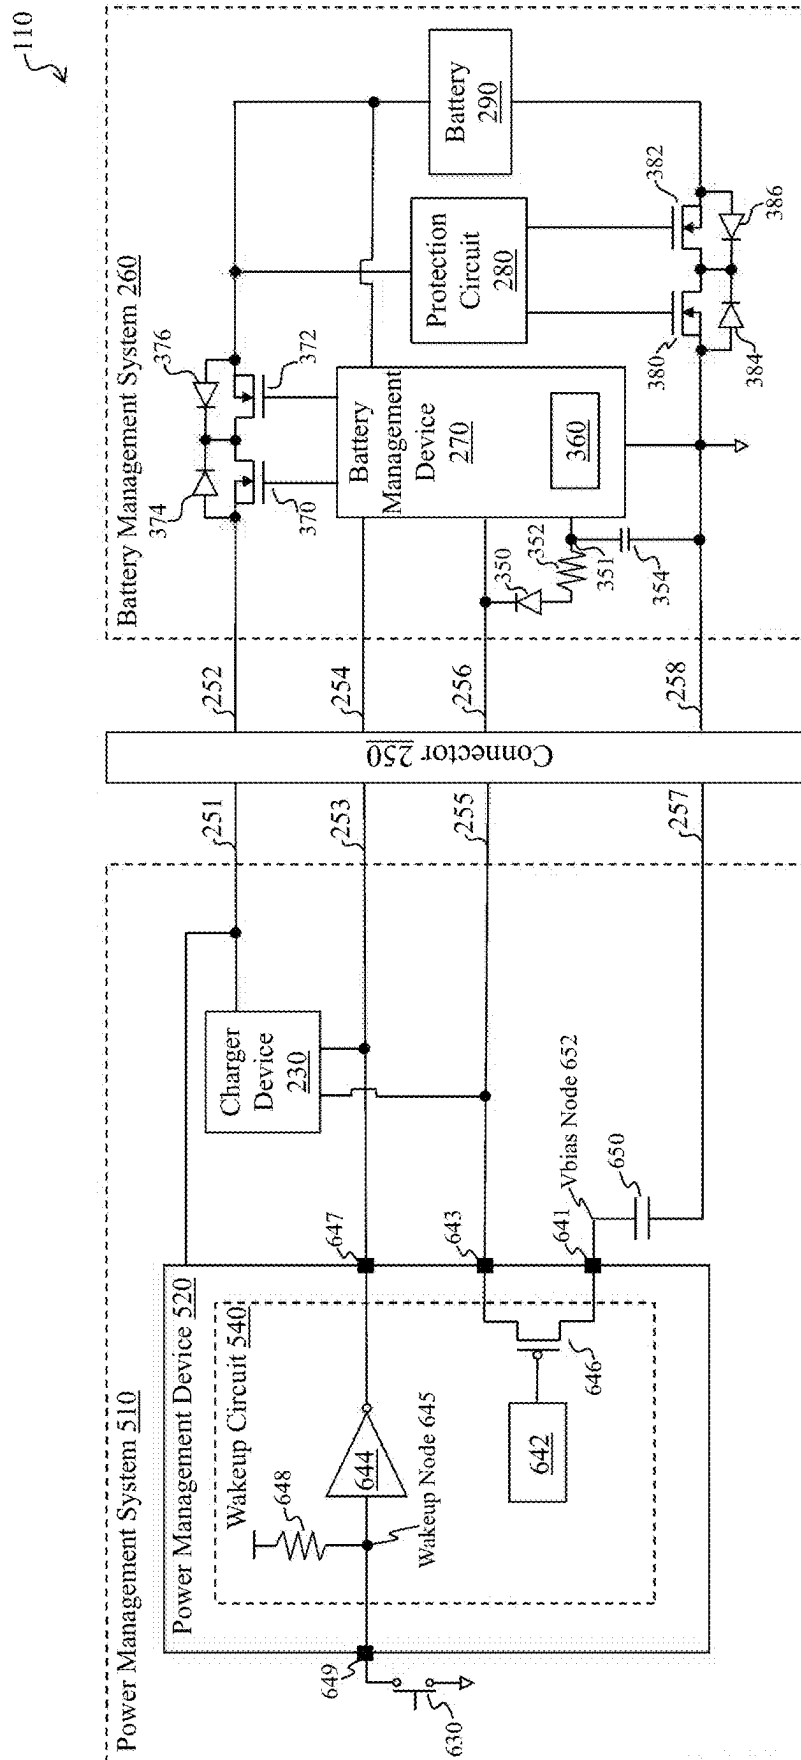 110
Power Management System 510
Power Management Device 520
Wakeup Circuit 540
648
644
Wakeup Node 645
642
646
649
630
647
643
641
Vbias Node 652
650
Charger
Device
230
251
253
255
257
Connector 250
252
254
256
258
Battery Management System 260
374
376
370
372
Battery
Management
Device
270
360
350
352
351
354
Protection
Circuit
280
Battery
290
380
382
384
386